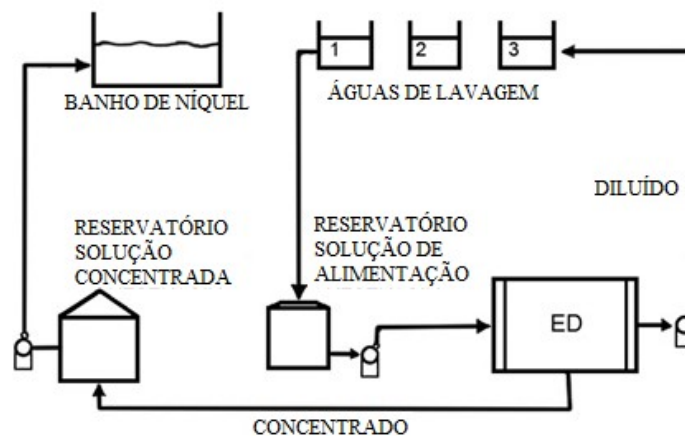 1
2
3
BANHO DE NÍQUEL
ÁGUAS DE LAVAGEM
DILUÍDO
RESERVATÓRIO
SOLUÇÃO
CONCENTRADA
RESERVATÓRIO
SOLUÇÃO DE
ALIMENTAÇÃO
ED
CONCENTRADO